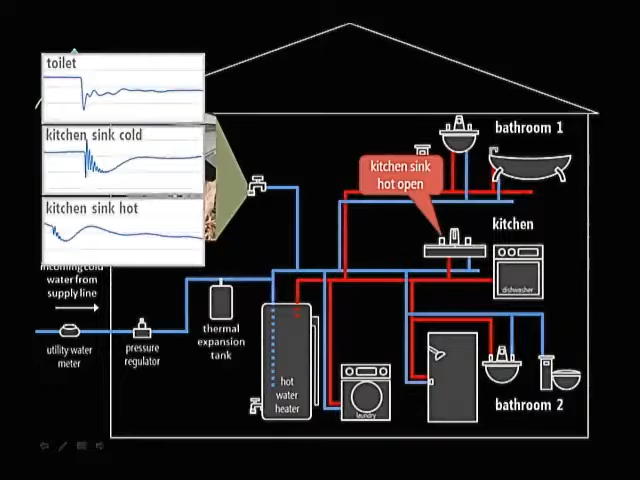 toilet
kitchen sink cold
kitchen sink hot
bathroom 1
kitchen sink
hot open
kitchen
dishwasher
incoming cold
water from
supply line
thermal
expansion
tank
utility water
meter
pressure
regulator
hot
water
heater
laundry
bathroom 2